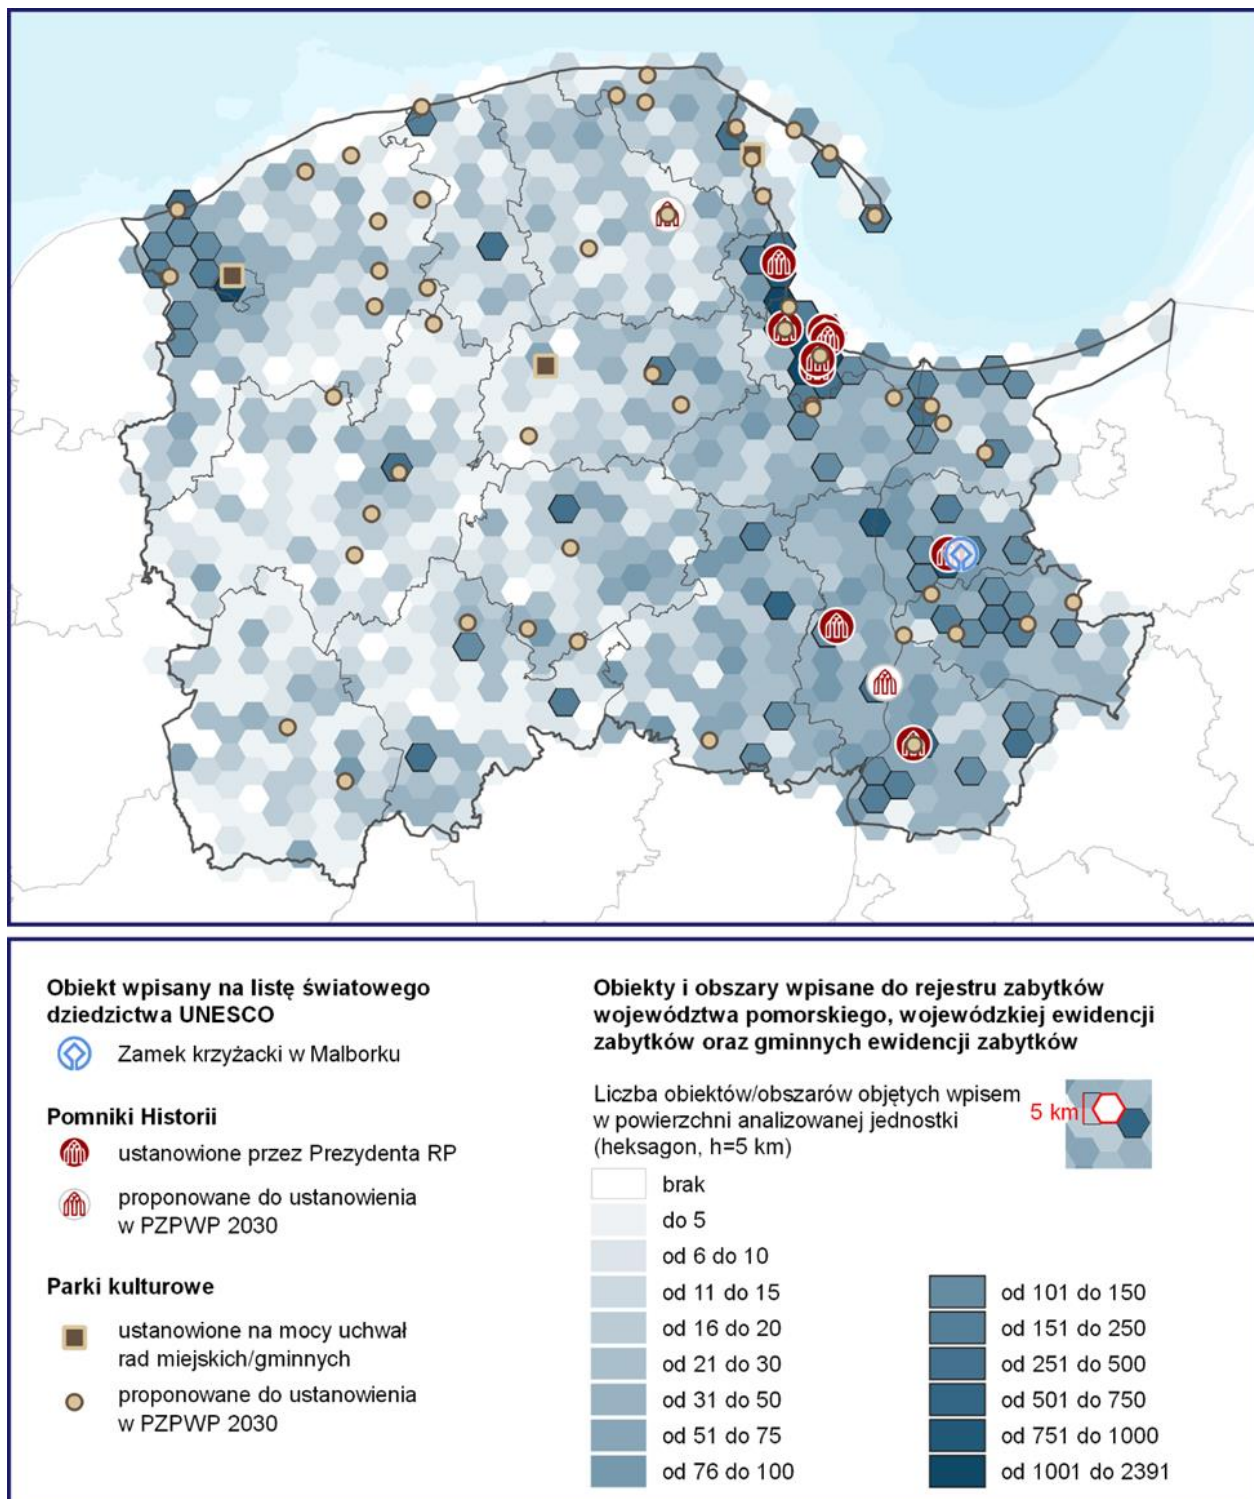 Obiekt wpisany na listę światowego
dziedzictwa UNESCO
Zamek krzyżacki w Malborku
Pomniki Historii
ustanowione przez Prezydenta RP
proponowane do ustanowienia
w PZPWP 2030
Parki kulturowe
ustanowione na mocy uchwał
rad miejskich/gminnych
proponowane do ustanowienia
w PZPWP 2030
Obiekty i obszary wpisane do rejestru zabytków
województwa pomorskiego, wojewódzkiej ewidencji
zabytków oraz gminnych ewidencji zabytków
Liczba obiektów/obszarów objętych wpisem
w powierzchni analizowanej jednostki
(heksagon, h=5 km)
5 km
brak
do 5
od 6 do 10
od 11 do 15
od 16 do 20
od 21 do 30
od 31 do 50
od 51 do 75
od 76 do 100
od 101 do 150
od 151 do 250
od 251 do 500
od 501 do 750
od 751 do 1000
od 1001 do 2391